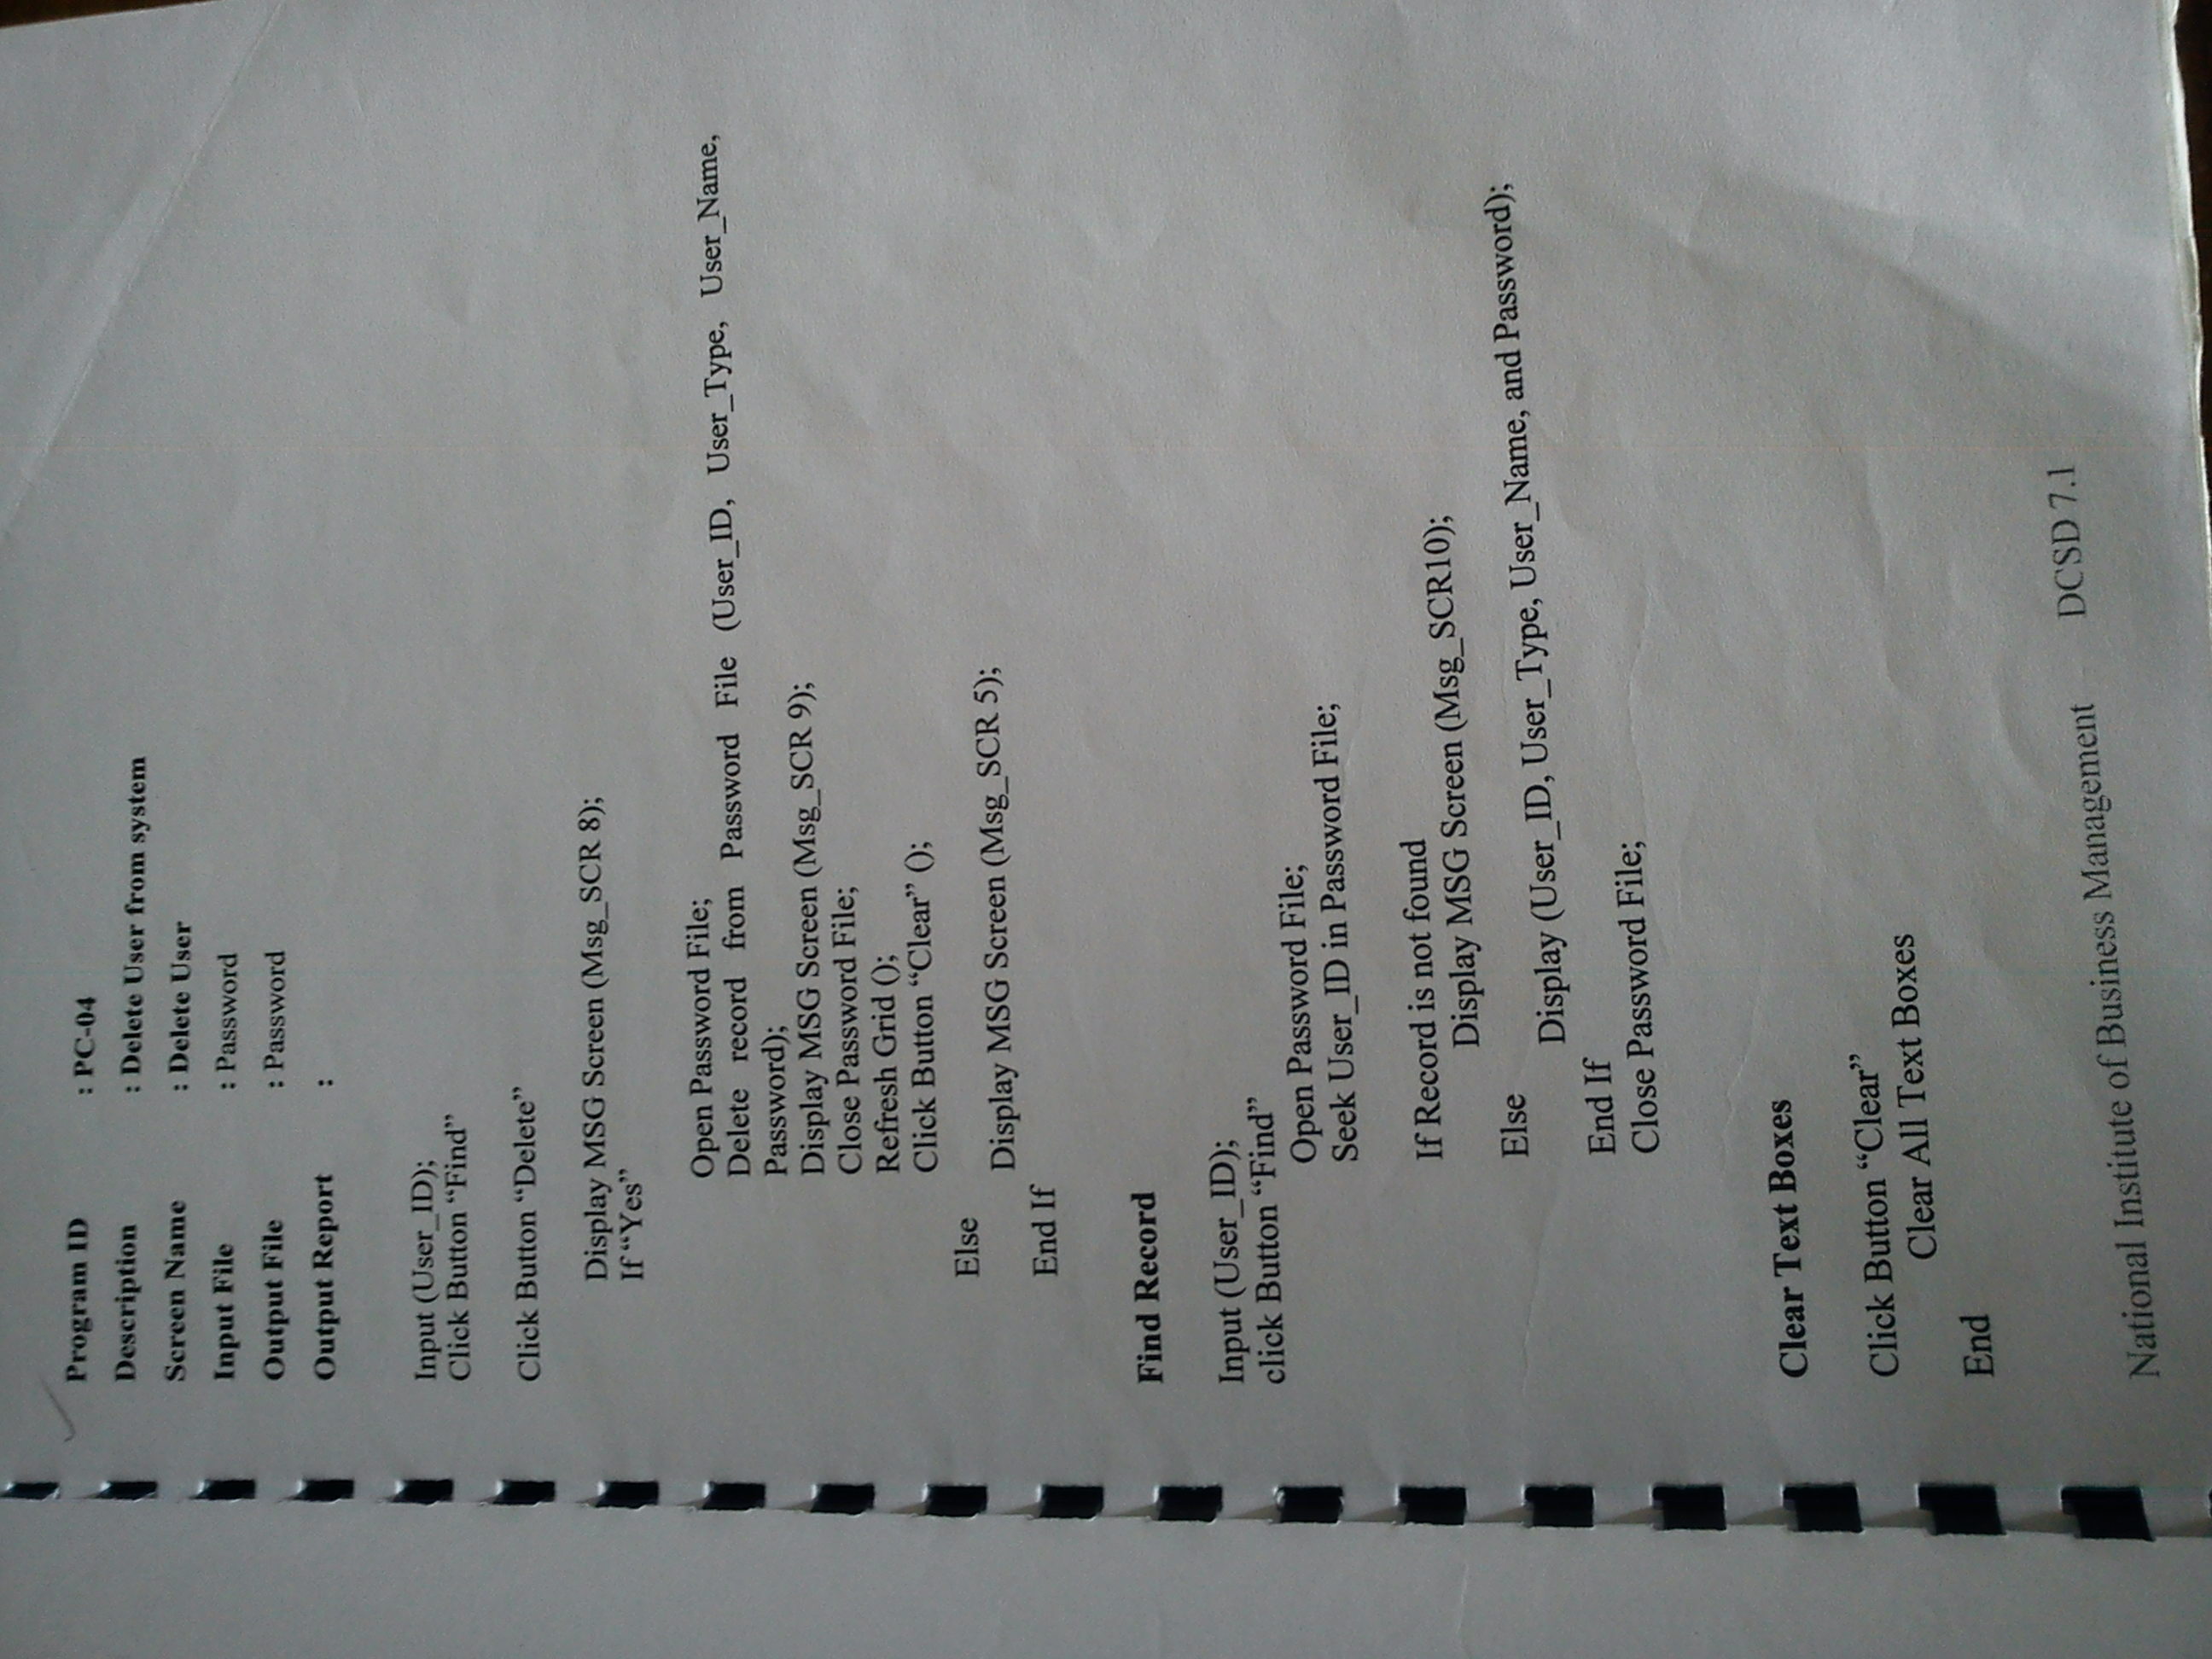 Program ID : PC-04
Description : Delete User from system
Screen Name : Delete User
Input File : Password
Output File : Password
Output Report :
Input (User_ID);
Click Button “Find”
Click Button “Delete”
Display MSG Screen (Msg_SCR 8);
If “Yes”
Open Password File;
Delete record from Password File (User_ID, User_Type, User_Name,
Password);
Display MSG Screen (Msg_SCR 9);
Close Password File;
Refresh Grid ();
Click Button “Clear” ();
Else
Display MSG Screen (Msg_SCR 5);
End If
Find Record
Input (User_ID);
click Button “Find”
Open Password File;
Seek User_ID in Password File;
If Record is not found
Display MSG Screen (Msg_SCR10);
Else
Display (User_ID, User_Type, User_Name, and Password);
End If
Close Password File;
Clear Text Boxes
Click Button “Clear”
Clear All Text Boxes
End
National Institute of Business Management DCSD 7.1